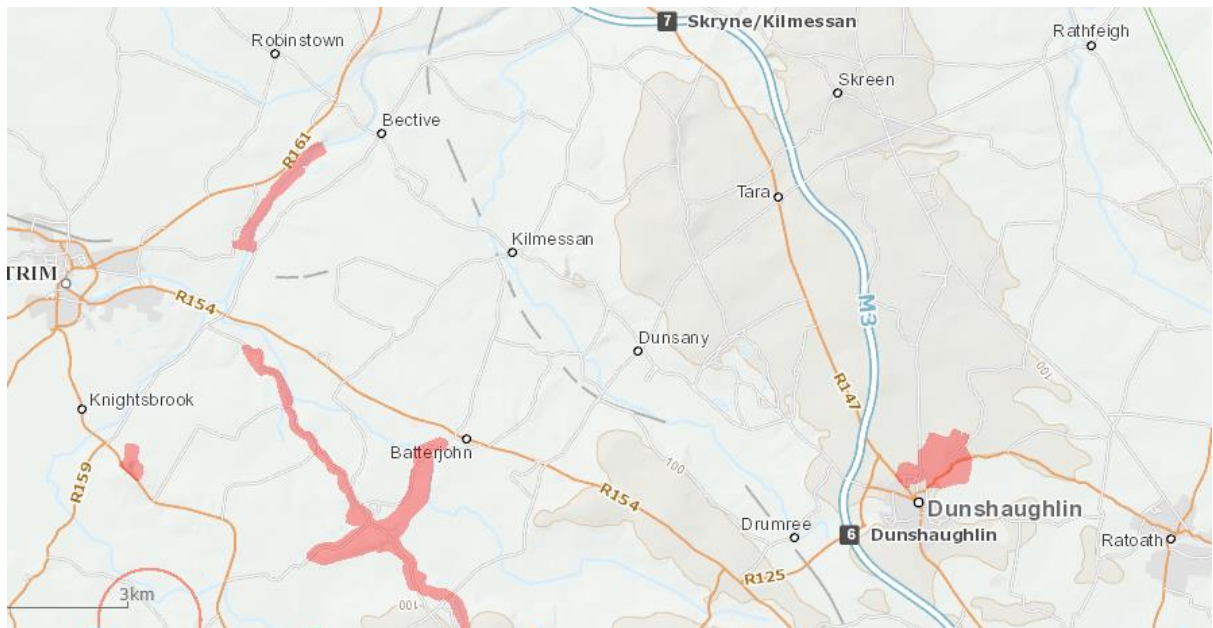 7 Skryne/Kilmessan
Robinstown
Rathfeigh
Skreen
Bective
R161
Tara
Kilmessan
TRIM
R154
M3
Dunsany
100
R147
Knightsbrook
Batterjohn
100
R159
R154
Dunshaughlin
Drumree
6 Dunshaughlin
Ratoath
R125
3km
100